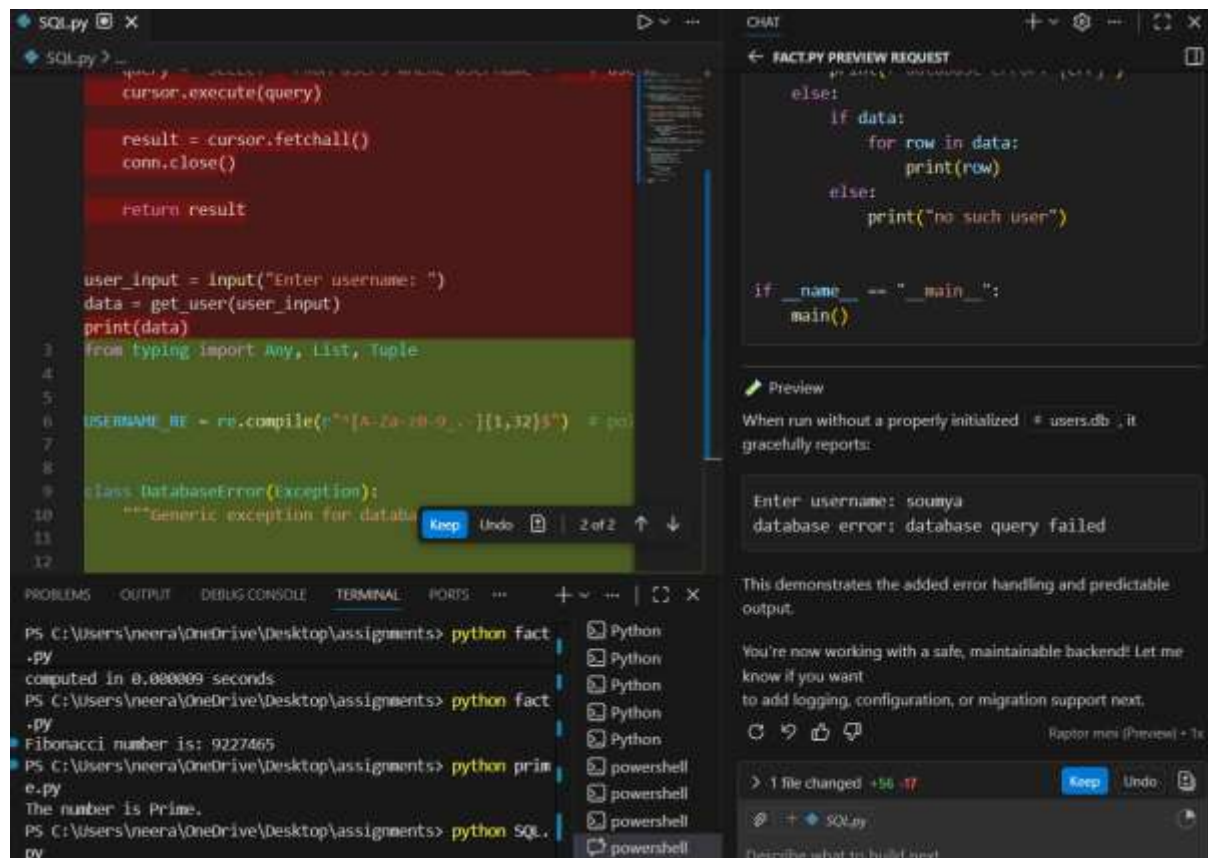 SQL.py
SQL.py > ...
cursor.execute(query)
result = cursor.fetchall()
conn.close()
return result
user_input = input("Enter username: ")
data = get_user(user_input)
print(data)
3 from typing import Any, List, Tuple
4
5
6 USERNAME_RE = re.compile(r"^[A-Za-z0-9_.-]{1,32}$") #
7
8
9 class DatabaseError(Exception):
10 """Generic exception for
11
12
Keep Undo 2 of 2 ↑ ↓
PROBLEMS OUTPUT DEBUG CONSOLE TERMINAL PORTS ...
PS C:\Users\neera\OneDrive\Desktop\assignments> python fact
.py
computed in 0.000009 seconds
PS C:\Users\neera\OneDrive\Desktop\assignments> python fact
.py
Fibonacci number is: 9227465
PS C:\Users\neera\OneDrive\Desktop\assignments> python prim
e.py
The number is Prime.
PS C:\Users\neera\OneDrive\Desktop\assignments> python SQL.
py
Python
Python
Python
Python
Python
powershell
powershell
powershell
powershell
CHAT
← FACT.PY PREVIEW REQUEST
else:
if data:
for row in data:
print(row)
else:
print("no such user")
if __name__ == "__main__":
main()
Preview
When run without a properly initialized users.db , it
gracefully reports:
Enter username: soumya
database error: database query failed
This demonstrates the added error handling and predictable
output.
You're now working with a safe, maintainable backend! Let me
know if you want
to add logging, configuration, or migration support next.
Raptor mini (Preview) • 1x
> 1 file changed +56 -17 Keep Undo
+ SQL.py
Describe what to build next